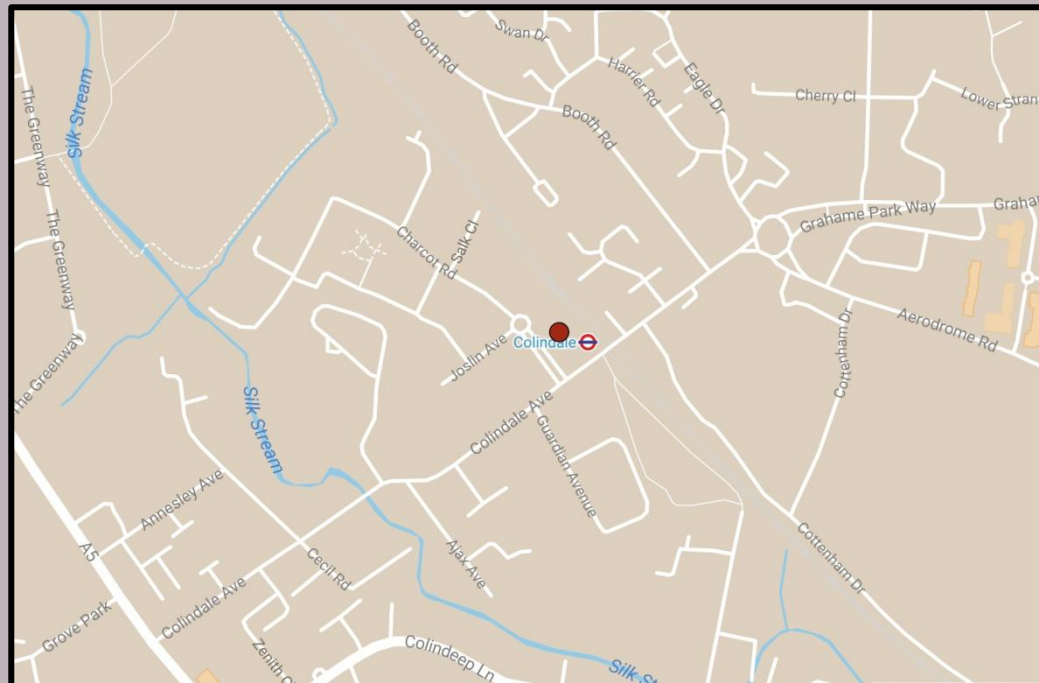 Swan Dr
Booth Rd
Harrier Rd
Eagle Dr
Cherry Cl
Lower Stran
The Greenway
Silk Stream
Booth Rd
Grahame Park Way
Graha
The Greenway
Salk Cl
Charcot Rd
Aerodrome Rd
Colindale
Joslin Ave
Cottenham Dr
The Greenway
Silk Stream
Colindale Ave
Guardian Avenue
Annesley Ave
A5
Ajax Ave
Cecil Rd
Cottenham Dr
Colindale Ave
Grove Park
Zenith
Colindeep Ln
Silk St